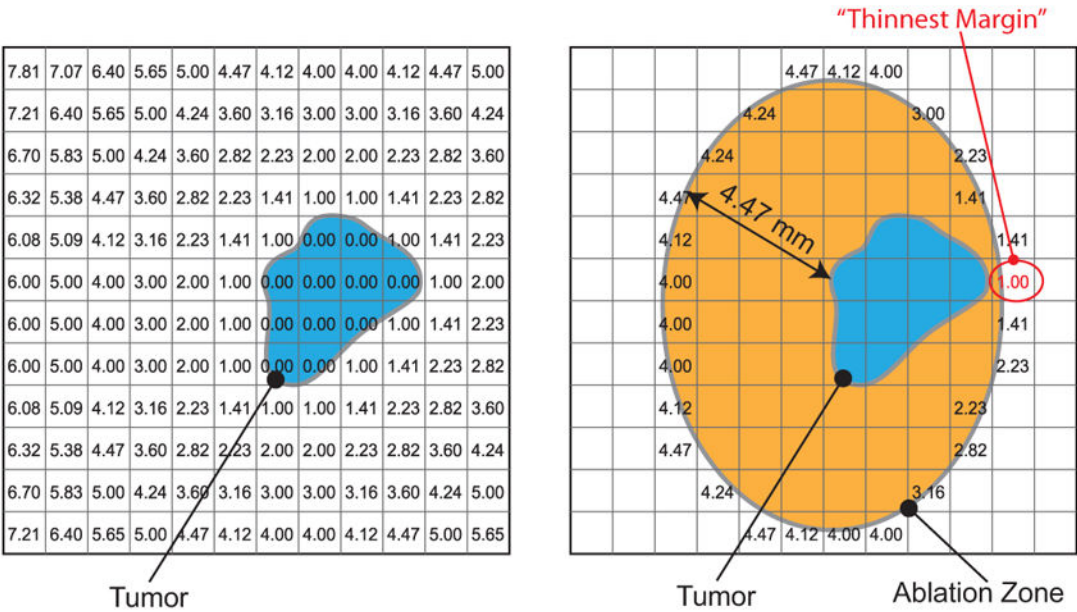 “Thinnest Margin”
7.81 7.07 6.40 5.65 5.00 4.47 4.12 4.00 4.00 4.12 4.47 5.00
7.21 6.40 5.65 5.00 4.24 3.60 3.16 3.00 3.00 3.16 3.60 4.24
6.70 5.83 5.00 4.24 3.60 2.82 2.23 2.00 2.00 2.23 2.82 3.60
6.32 5.38 4.47 3.60 2.82 2.23 1.41 1.00 1.00 1.41 2.23 2.82
6.08 5.09 4.12 3.16 2.23 1.41 1.00 0.00 0.00 1.00 1.41 2.23
6.00 5.00 4.00 3.00 2.00 1.00 0.00 0.00 0.00 0.00 1.00 2.00
6.00 5.00 4.00 3.00 2.00 1.00 0.00 0.00 0.00 1.00 1.41 2.23
6.00 5.00 4.00 3.00 2.00 1.00 0.00 0.00 1.00 1.41 2.23 2.82
6.08 5.09 4.12 3.16 2.23 1.41 1.00 1.00 1.41 2.23 2.82 3.60
6.32 5.38 4.47 3.60 2.82 2.23 2.00 2.00 2.23 2.82 3.60 4.24
6.70 5.83 5.00 4.24 3.60 3.16 3.00 3.00 3.16 3.60 4.24 5.00
7.21 6.40 5.65 5.00 4.47 4.12 4.00 4.00 4.12 4.47 5.00 5.65
Tumor
4.47 4.12 4.00
4.24 3.00
4.24 2.23
4.47 1.41
4.47 mm
4.12 1.41
4.00 1.00
4.00 1.41
4.00 2.23
4.12 2.23
4.47 2.82
4.24 3.16
4.47 4.12 4.00 4.00
Tumor
Ablation Zone